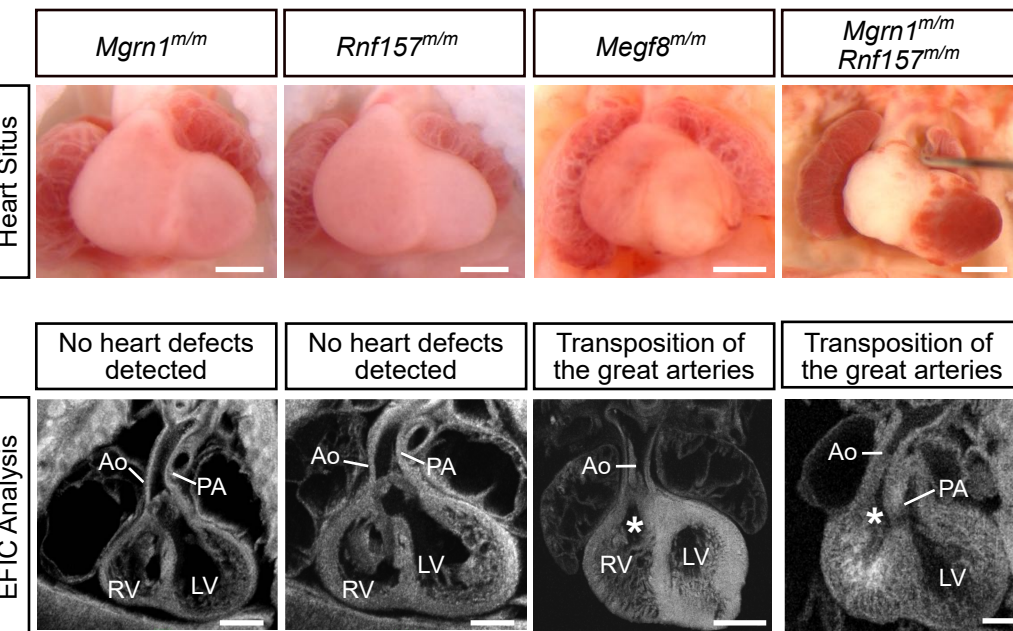 Mgrn1m/m
Rnf157m/m
Megf8m/m
Mgrn1m/m
Rnf157m/m
Heart Situs
No heart defects
detected
No heart defects
detected
Transposition of
the great arteries
Transposition of
the great arteries
EFIC Analysis
Ao
PA
RV
LV
Ao
PA
RV
LV
Ao
*
RV
LV
Ao
PA
*
LV